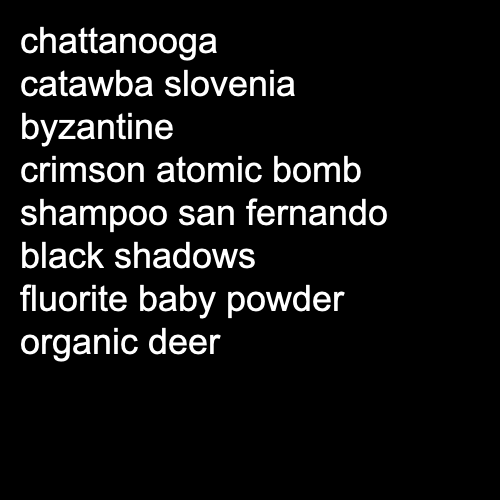 chattanooga
catawba slovenia
byzantine
crimson atomic bomb
shampoo san fernando
black shadows
fluorite baby powder
organic deer